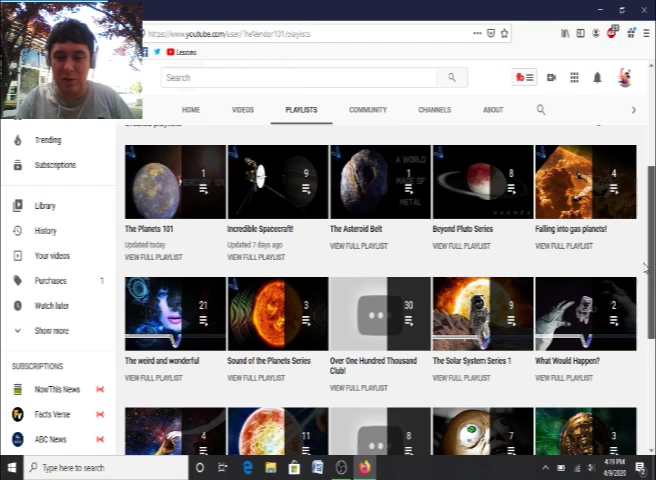 https://www.youtube.com/user/TheVendor101/playlists
Lessons
Search
HOME
VIDEOS
PLAYLISTS
COMMUNITY
CHANNELS
ABOUT
Trending
Subscriptions
Library
History
Your videos
Purchases 1
Watch later
Show more
SUBSCRIPTIONS
NowThis News
Facts Verse
ABC News
1
The Planets 101
Updated today
VIEW FULL PLAYLIST
9
Incredible Spacecraft!
Updated 7 days ago
VIEW FULL PLAYLIST
A WORLD
MADE OF
METAL
1
The Asteroid Belt
VIEW FULL PLAYLIST
8
Beyond Pluto Series
VIEW FULL PLAYLIST
4
Falling into gas planets!
VIEW FULL PLAYLIST
21
The weird and wonderful
VIEW FULL PLAYLIST
3
Sound of the Planets Series
VIEW FULL PLAYLIST
30
Over One Hundred Thousand
Club!
VIEW FULL PLAYLIST
9
The Solar System Series 1
VIEW FULL PLAYLIST
2
What Would Happen?
VIEW FULL PLAYLIST
4
11
8
7
3
Type here to search
4:19 PM
4/9/2020